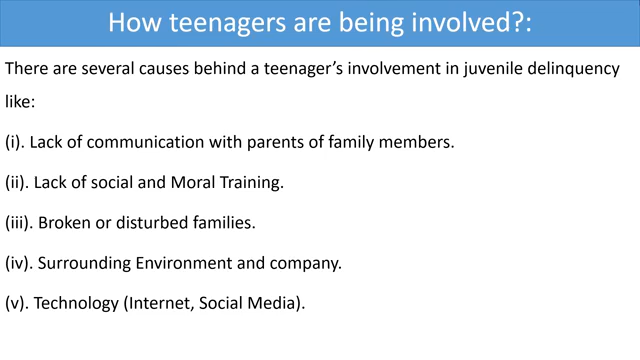 How teenagers are being involved?:
There are several causes behind a teenager’s involvement in juvenile delinquency
like:
(i). Lack of communication with parents of family members.
(ii). Lack of social and Moral Training.
(iii). Broken or disturbed families.
(iv). Surrounding Environment and company.
(v). Technology (Internet, Social Media).